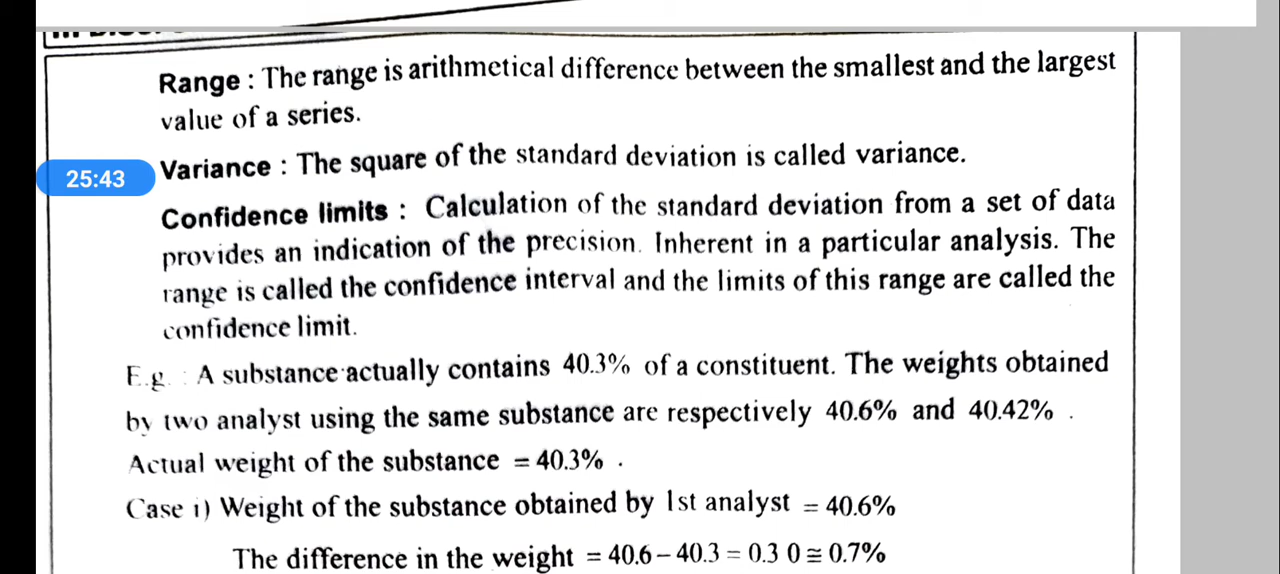 Range : The range is arithmetical difference between the smallest and the largest
value of a series.
25:43
Variance : The square of the standard deviation is called variance.
Confidence limits : Calculation of the standard deviation from a set of data
provides an indication of the precision. Inherent in a particular analysis. The
range is called the confidence interval and the limits of this range are called the
confidence limit.
E.g. : A substance actually contains 40.3% of a constituent. The weights obtained
by two analyst using the same substance are respectively 40.6% and 40.42% .
Actual weight of the substance = 40.3% .
Case i) Weight of the substance obtained by 1st analyst = 40.6%
The difference in the weight = 40.6 – 40.3 = 0.3 0 ≅ 0.7%